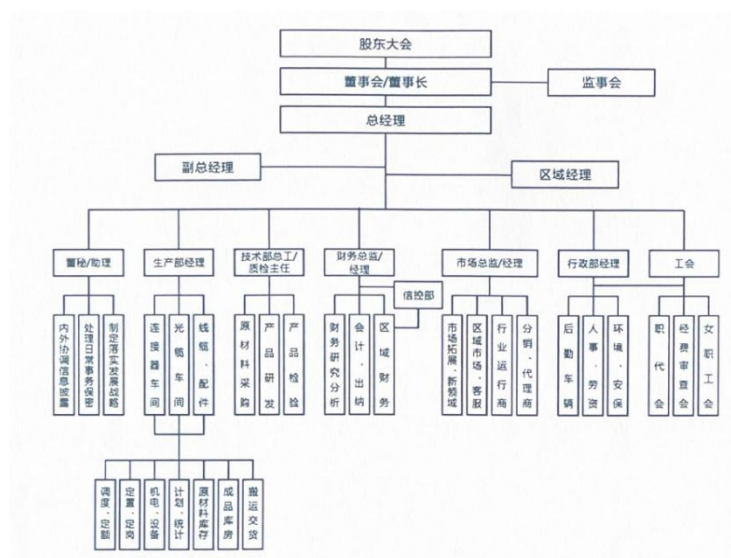 股东大会
董事会/董事长
监事会
总经理
副总经理
区域经理
董秘/助理
生产部经理
技术部总工/
质检主任
财务总监/
经理
市场总监/经理
行政部经理
工会
信控部
内外协调信息披露
处理日常事务保密
制定落实发展战略
连接器车间
光缆车间
线缆、配件
原材料采购
产品研发
产品检验
财务研究分析
会计、出纳
区域财务
市场拓展、新领域
区域市场、客服
行业运行商
分销、代理商
后勤车辆
人事、劳资
环境、安保
职代会
经费审查会
女职工会
调度、定额
定置、定岗
机电、设备
计划、统计
原材料库存
成品库房
搬运交货